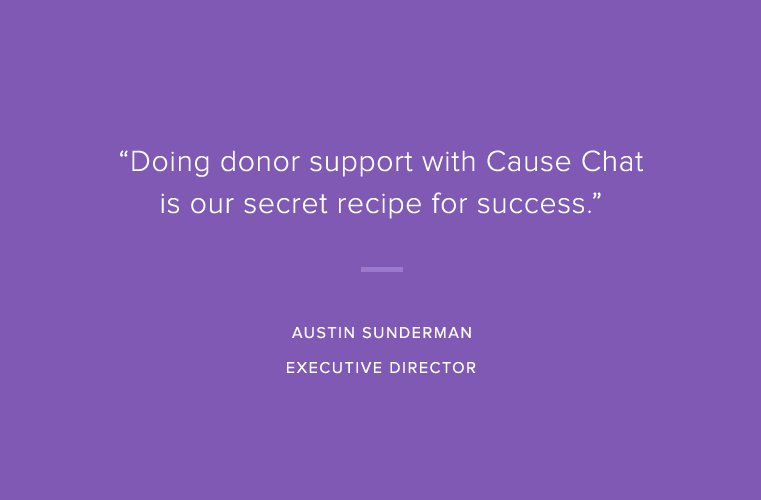 “Doing donor support with Cause Chat
is our secret recipe for success.”
AUSTIN SUNDERMAN
EXECUTIVE DIRECTOR